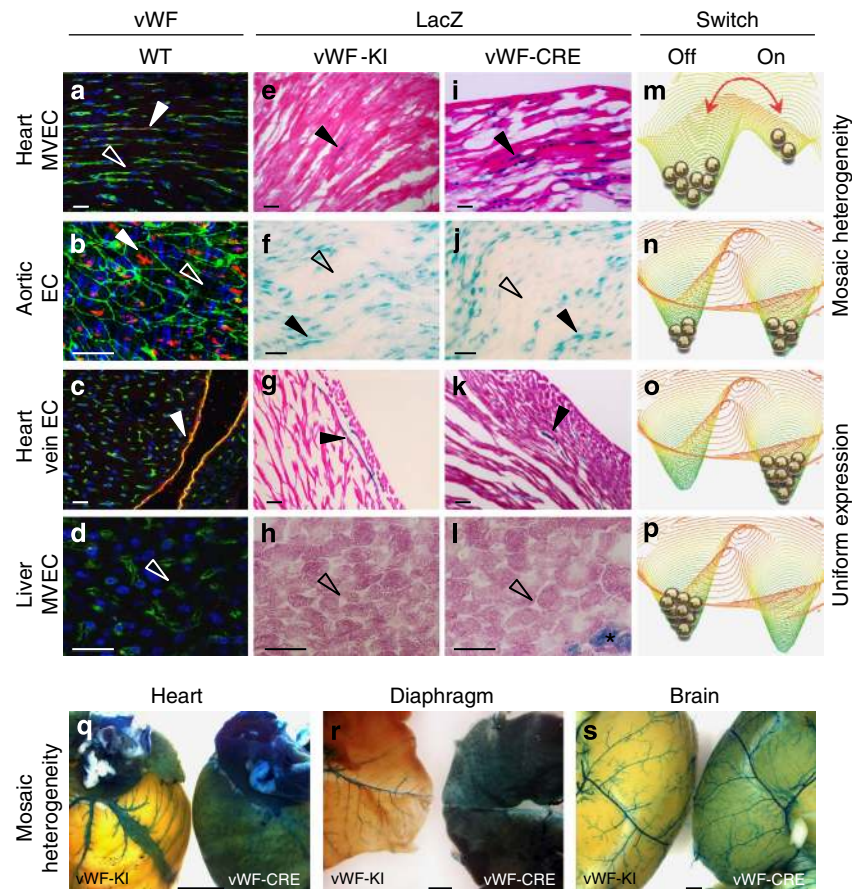 vWF LacZ Switch
WT vWF-KI vWF-CRE Off On
Heart MVEC
a e i m
Aortic EC
b f j n
Heart vein EC
c g k o
Liver MVEC
d h l p
*
Mosaic heterogeneity
Uniform expression
Heart Diaphragm Brain
Mosaic heterogeneity
q r s
vWF-KI vWF-CRE vWF-KI vWF-CRE vWF-KI vWF-CRE